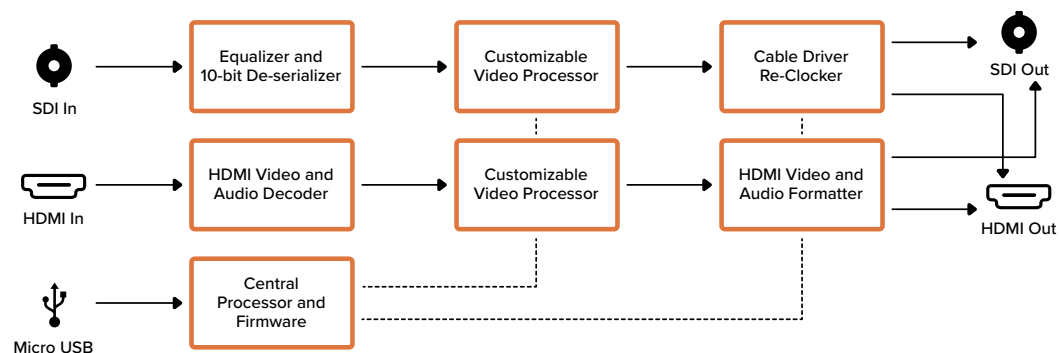 SDI In
Equalizer and
10-bit De-serializer
Customizable
Video Processor
Cable Driver
Re-Clocker
SDI Out
HDMI In
HDMI Video and
Audio Decoder
Customizable
Video Processor
HDMI Video and
Audio Formatter
HDMI Out
Micro USB
Central
Processor and
Firmware